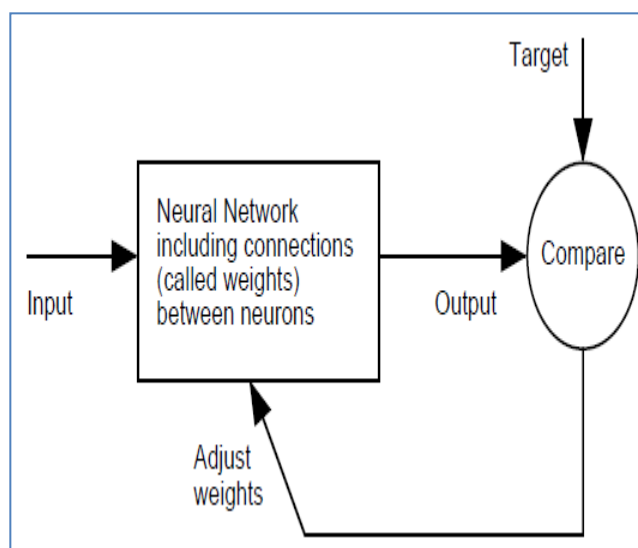 Target
Neural Network
including connections
(called weights)
between neurons
Compare
Input
Output
Adjust
weights